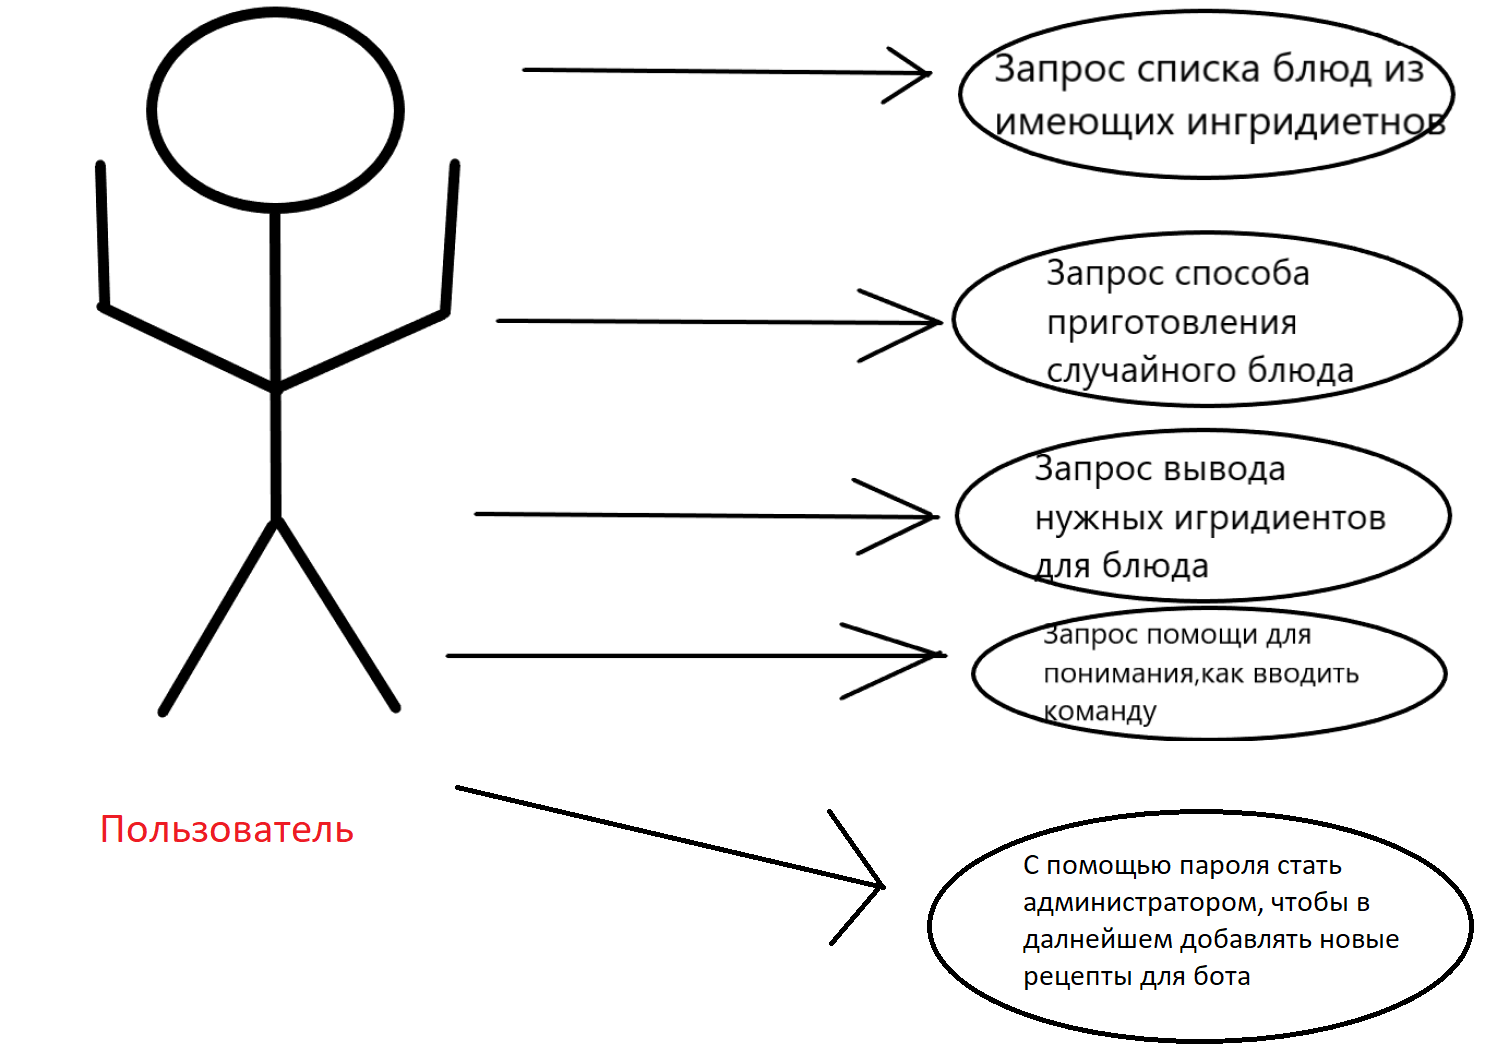 Запрос списка блюд из
имеющих ингридиетнов
Запрос способа
приготовления
случайного блюда
Запрос вывода
нужных игридиентов
для блюда
Запрос помощи для
понимания,как вводить
команду
Пользователь
С помощью пароля стать
администратором, чтобы в
далнейшем добавлять новые
рецепты для бота